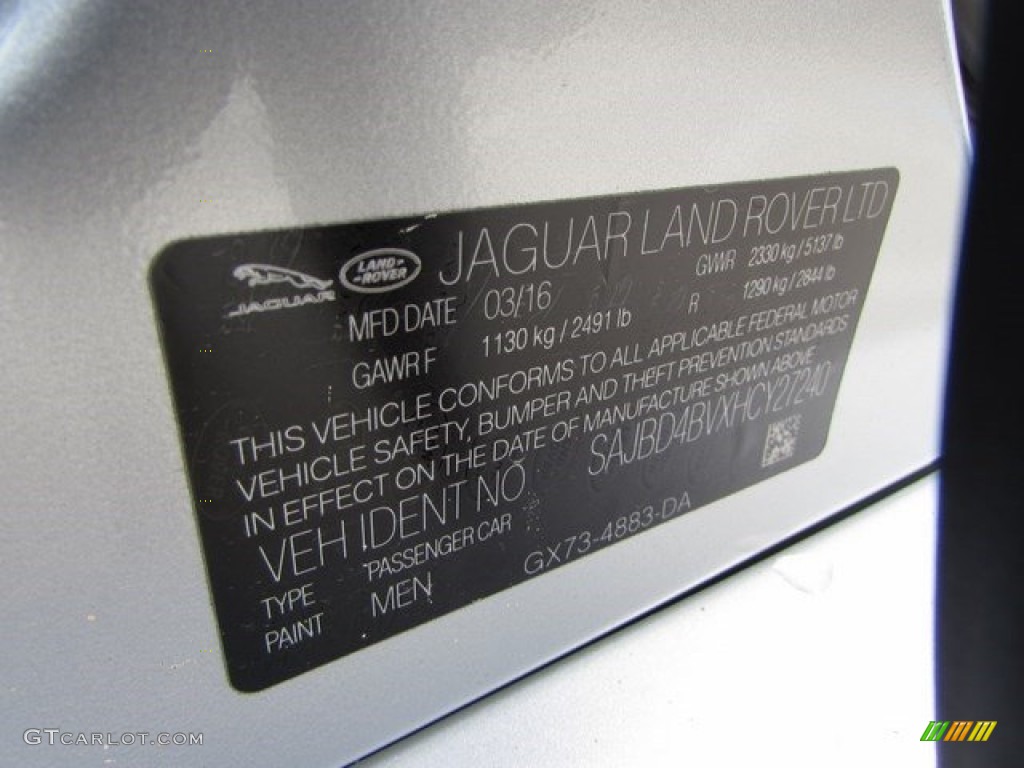 JAGUAR
LAND-
-ROVER
JAGUAR LAND ROVER LTD
MFD DATE 03/16 GVWR 2330 kg / 5137 lb
GAWR F 1130 kg / 2491 lb R 1290 kg / 2844 lb
THIS VEHICLE CONFORMS TO ALL APPLICABLE FEDERAL MOTOR
VEHICLE SAFETY, BUMPER AND THEFT PREVENTION STANDARDS
IN EFFECT ON THE DATE OF MANUFACTURE SHOWN ABOVE
VEH IDENT NO SAJBD4BVXHCY27240
TYPE PASSENGER CAR
PAINT MEN GX73-4883-DA
GTCARLOT.COM